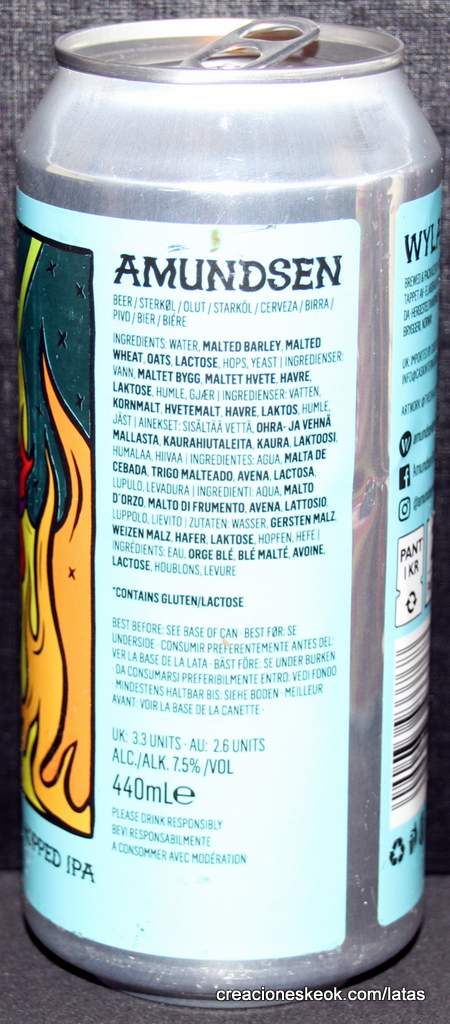 AMUNDSEN
BEER / STERKØL / OLUT / STARKÖL / CERVEZA / BIRRA /
PIVO / BIER / BIÉRE
INGREDIENTS: WATER, MALTED BARLEY, MALTED
WHEAT, OATS, LACTOSE, HOPS, YEAST | INGREDIENSER:
VANN, MALTET BYGG, MALTET HVETE, HAVRE,
LAKTOSE, HUMLE, GJÆR | INGREDIENSER: VATTEN,
KORNMALT, HVETEMALT, HAVRE, LAKTOS, HUMLE,
JÄST | AINEKSET: SISÄLTÄÄ VETTÄ, OHRA- JA VEHNÄ
MALLASTA, KAURAHIUTALEITA, KAURA, LAKTOOSI,
HUMALAA, HIIVAA | INGREDIENTES: AGUA, MALTA DE
CEBADA, TRIGO MALTEADO, AVENA, LACTOSA,
LUPULO, LEVADURA | INGREDIENTI: AQUA, MALTO
D'ORZO, MALTO DI FRUMENTO, AVENA, LATTOSIO,
LUPPOLO, LIEVITO | ZUTATEN: WASSER, GERSTEN MALZ,
WEIZEN MALZ, HAFER, LAKTOSE, HOPFEN, HEFE |
INGRÉDIENTS: EAU, ORGE BLÉ, BLÉ MALTÉ, AVOINE,
LACTOSE, HOUBLONS, LEVURE
*CONTAINS GLUTEN/LACTOSE
BEST BEFORE: SEE BASE OF CAN · BEST FØR: SE
UNDERSIDE · CONSUMIR PREFERENTEMENTE ANTES DEL:
VER LA BASE DE LA LATA · BÄST FÖRE: SE UNDER BURKEN
· DA CONSUMARSI PREFERIBILMENTE ENTRO: VEDI FONDO
· MINDESTENS HALTBAR BIS: SIEHE BODEN · MEILLEUR
AVANT: VOIR LA BASE DE LA CANETTE ·
UK: 3.3 UNITS · AU: 2.6 UNITS
ALC./ALK. 7.5% /VOL
440mL℮
PLEASE DRINK RESPONSIBLY
BEVI RESPONSABILMENTE
A CONSOMMER AVEC MODÉRATION
IPA
PANT
1 KR
creacioneskeok.com/latas